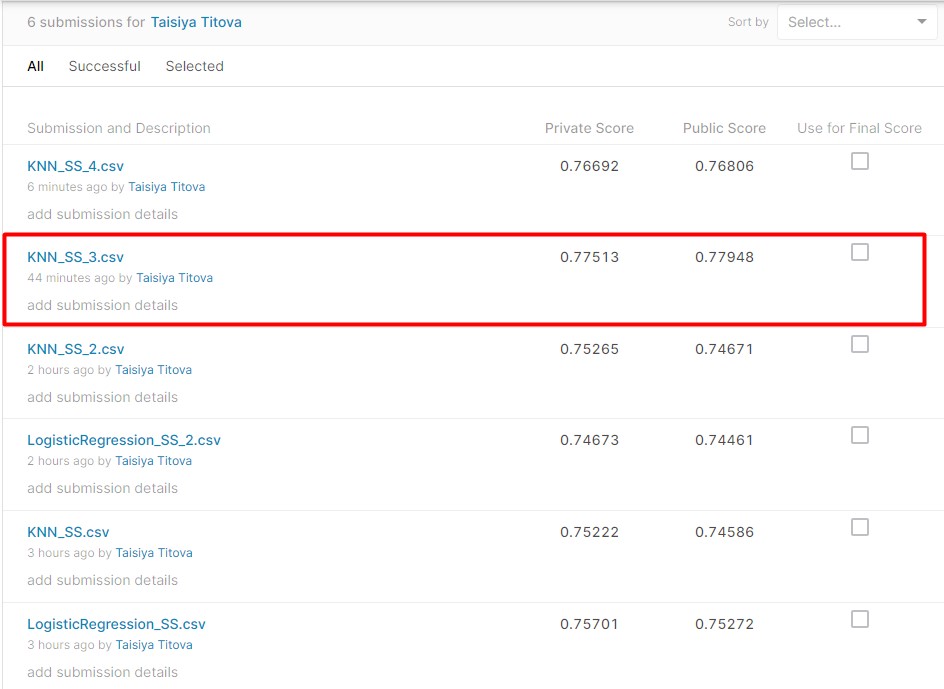 6 submissions for Taisiya Titova
Sort by Select...
All Successful Selected
Submission and Description Private Score Public Score Use for Final Score
KNN_SS_4.csv 0.76692 0.76806
6 minutes ago by Taisiya Titova
add submission details
KNN_SS_3.csv 0.77513 0.77948
44 minutes ago by Taisiya Titova
add submission details
KNN_SS_2.csv 0.75265 0.74671
2 hours ago by Taisiya Titova
add submission details
LogisticRegression_SS_2.csv 0.74673 0.74461
2 hours ago by Taisiya Titova
add submission details
KNN_SS.csv 0.75222 0.74586
3 hours ago by Taisiya Titova
add submission details
LogisticRegression_SS.csv 0.75701 0.75272
3 hours ago by Taisiya Titova
add submission details